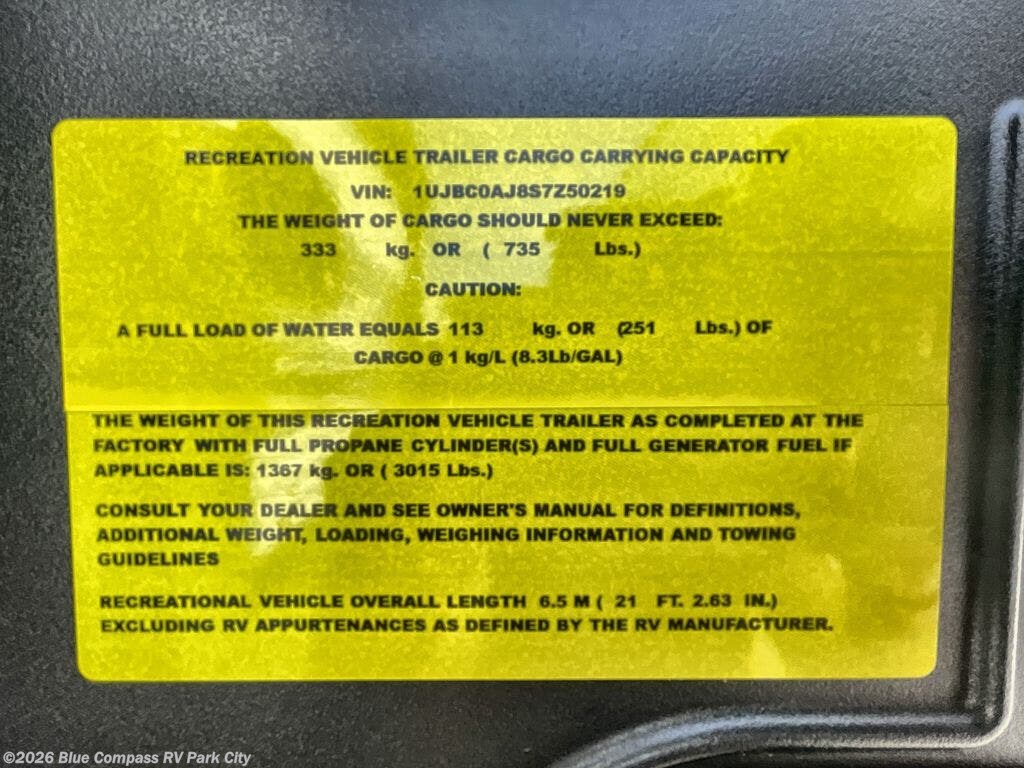 RECREATION VEHICLE TRAILER CARGO CARRYING CAPACITY
VIN: 1UJBC0AJ8S7Z50219
THE WEIGHT OF CARGO SHOULD NEVER EXCEED:
333 kg. OR ( 735 Lbs.)
CAUTION:
A FULL LOAD OF WATER EQUALS 113 kg. OR (251 Lbs.) OF
CARGO @ 1 kg/L (8.3Lb/GAL)
THE WEIGHT OF THIS RECREATION VEHICLE TRAILER AS COMPLETED AT THE
FACTORY WITH FULL PROPANE CYLINDER(S) AND FULL GENERATOR FUEL IF
APPLICABLE IS: 1367 kg. OR ( 3015 Lbs.)
CONSULT YOUR DEALER AND SEE OWNER'S MANUAL FOR DEFINITIONS,
ADDITIONAL WEIGHT, LOADING, WEIGHING INFORMATION AND TOWING
GUIDELINES
RECREATIONAL VEHICLE OVERALL LENGTH 6.5 M ( 21 FT. 2.63 IN.)
EXCLUDING RV APPURTENANCES AS DEFINED BY THE RV MANUFACTURER.
©2026 Blue Compass RV Park City